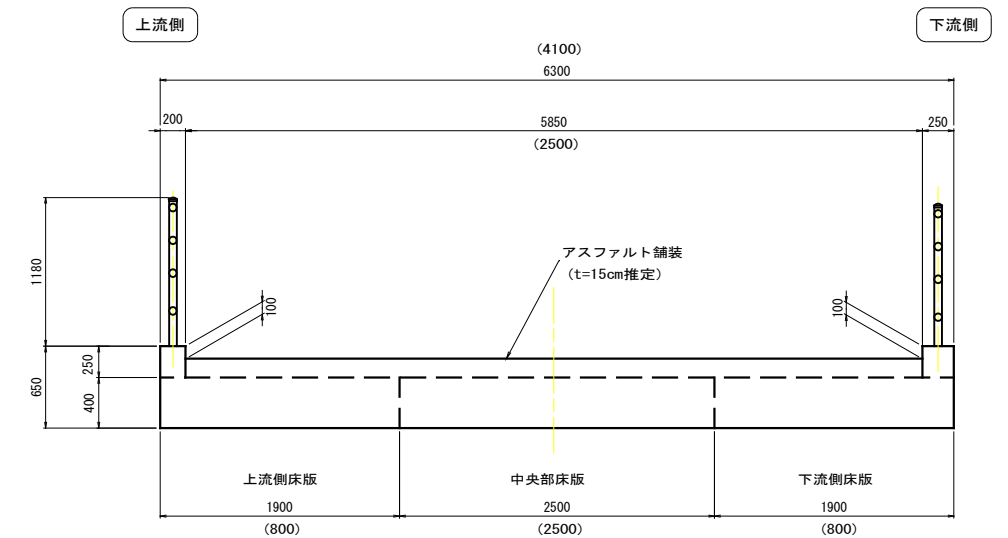 上流側
下流側
(4100)
6300
200
5850
250
(2500)
アスファルト舗装
(t=15cm推定)
1180
100
100
250
650
400
上流側床版
中央部床版
下流側床版
1900
2500
1900
(800)
(2500)
(800)